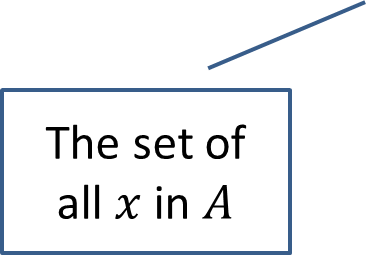 The set of
all 𝑥 in 𝐴